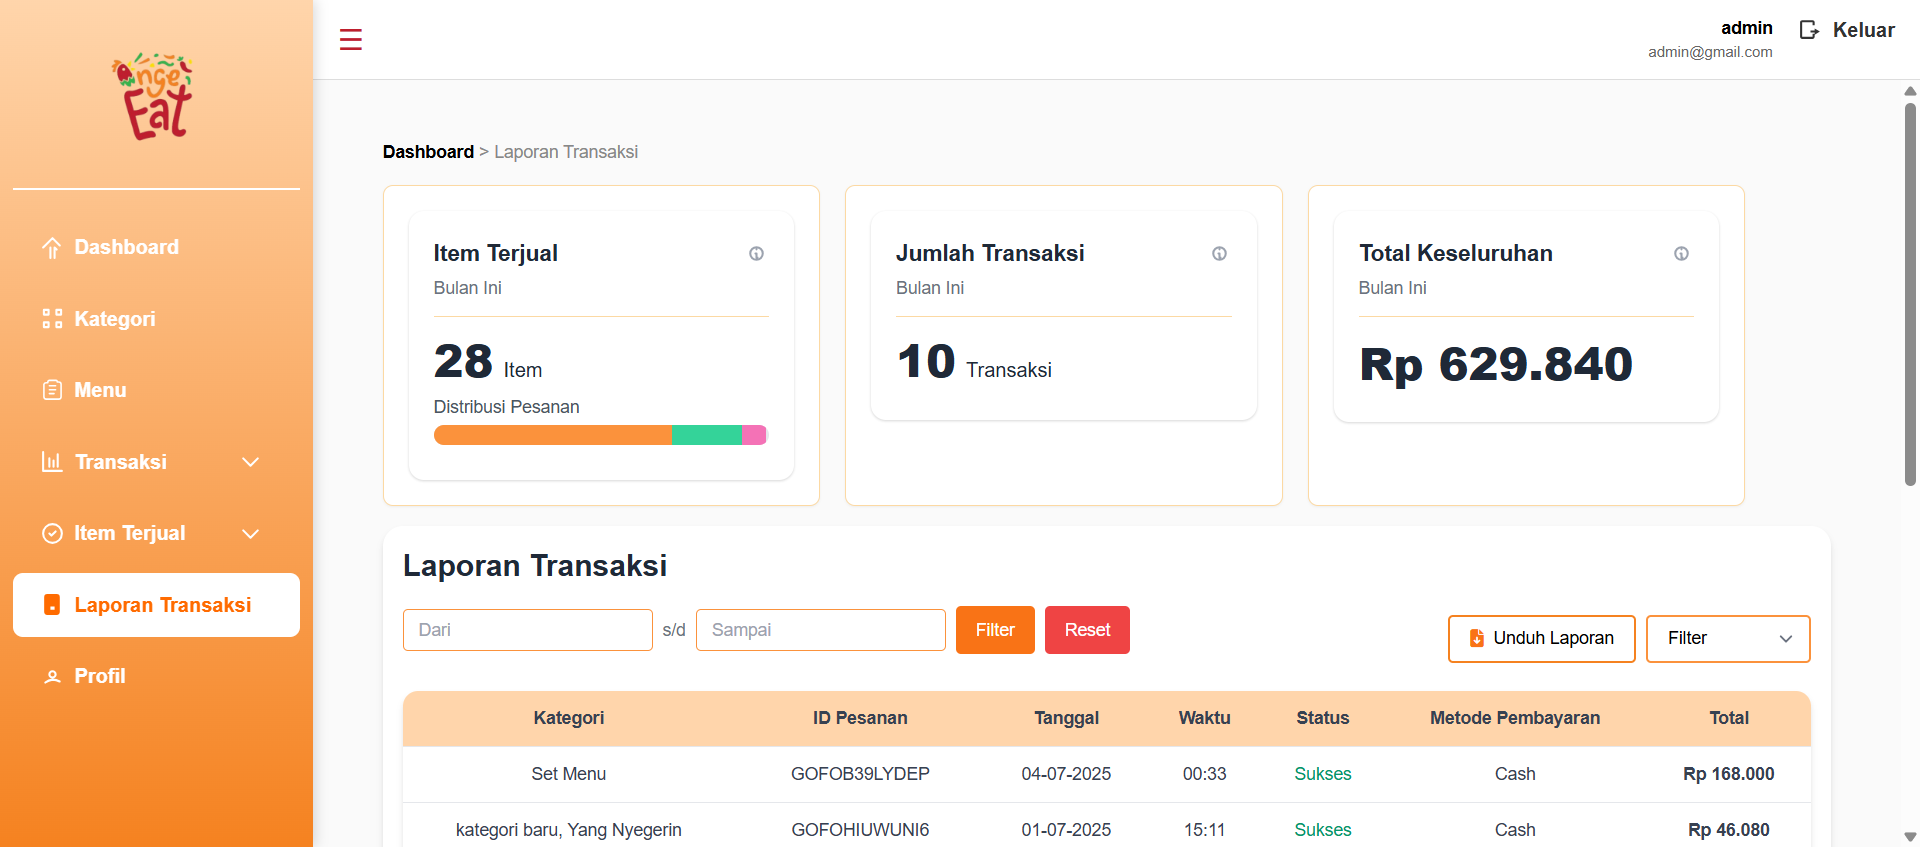 nge
Eat
admin
admin@gmail.com
Keluar
Dashboard
Kategori
Menu
Transaksi
Item Terjual
Laporan Transaksi
Profil
Dashboard > Laporan Transaksi
Item Terjual
Bulan Ini
28 Item
Distribusi Pesanan
Jumlah Transaksi
Bulan Ini
10 Transaksi
Total Keseluruhan
Bulan Ini
Rp 629.840
Laporan Transaksi
Dari s/d Sampai Filter Reset
Unduh Laporan Filter
Kategori ID Pesanan Tanggal Waktu Status Metode Pembayaran Total
Set Menu GOFOB39LYDEP 04-07-2025 00:33 Sukses Cash Rp 168.000
kategori baru, Yang Nyegerin GOFOHIUWUNI6 01-07-2025 15:11 Sukses Cash Rp 46.080